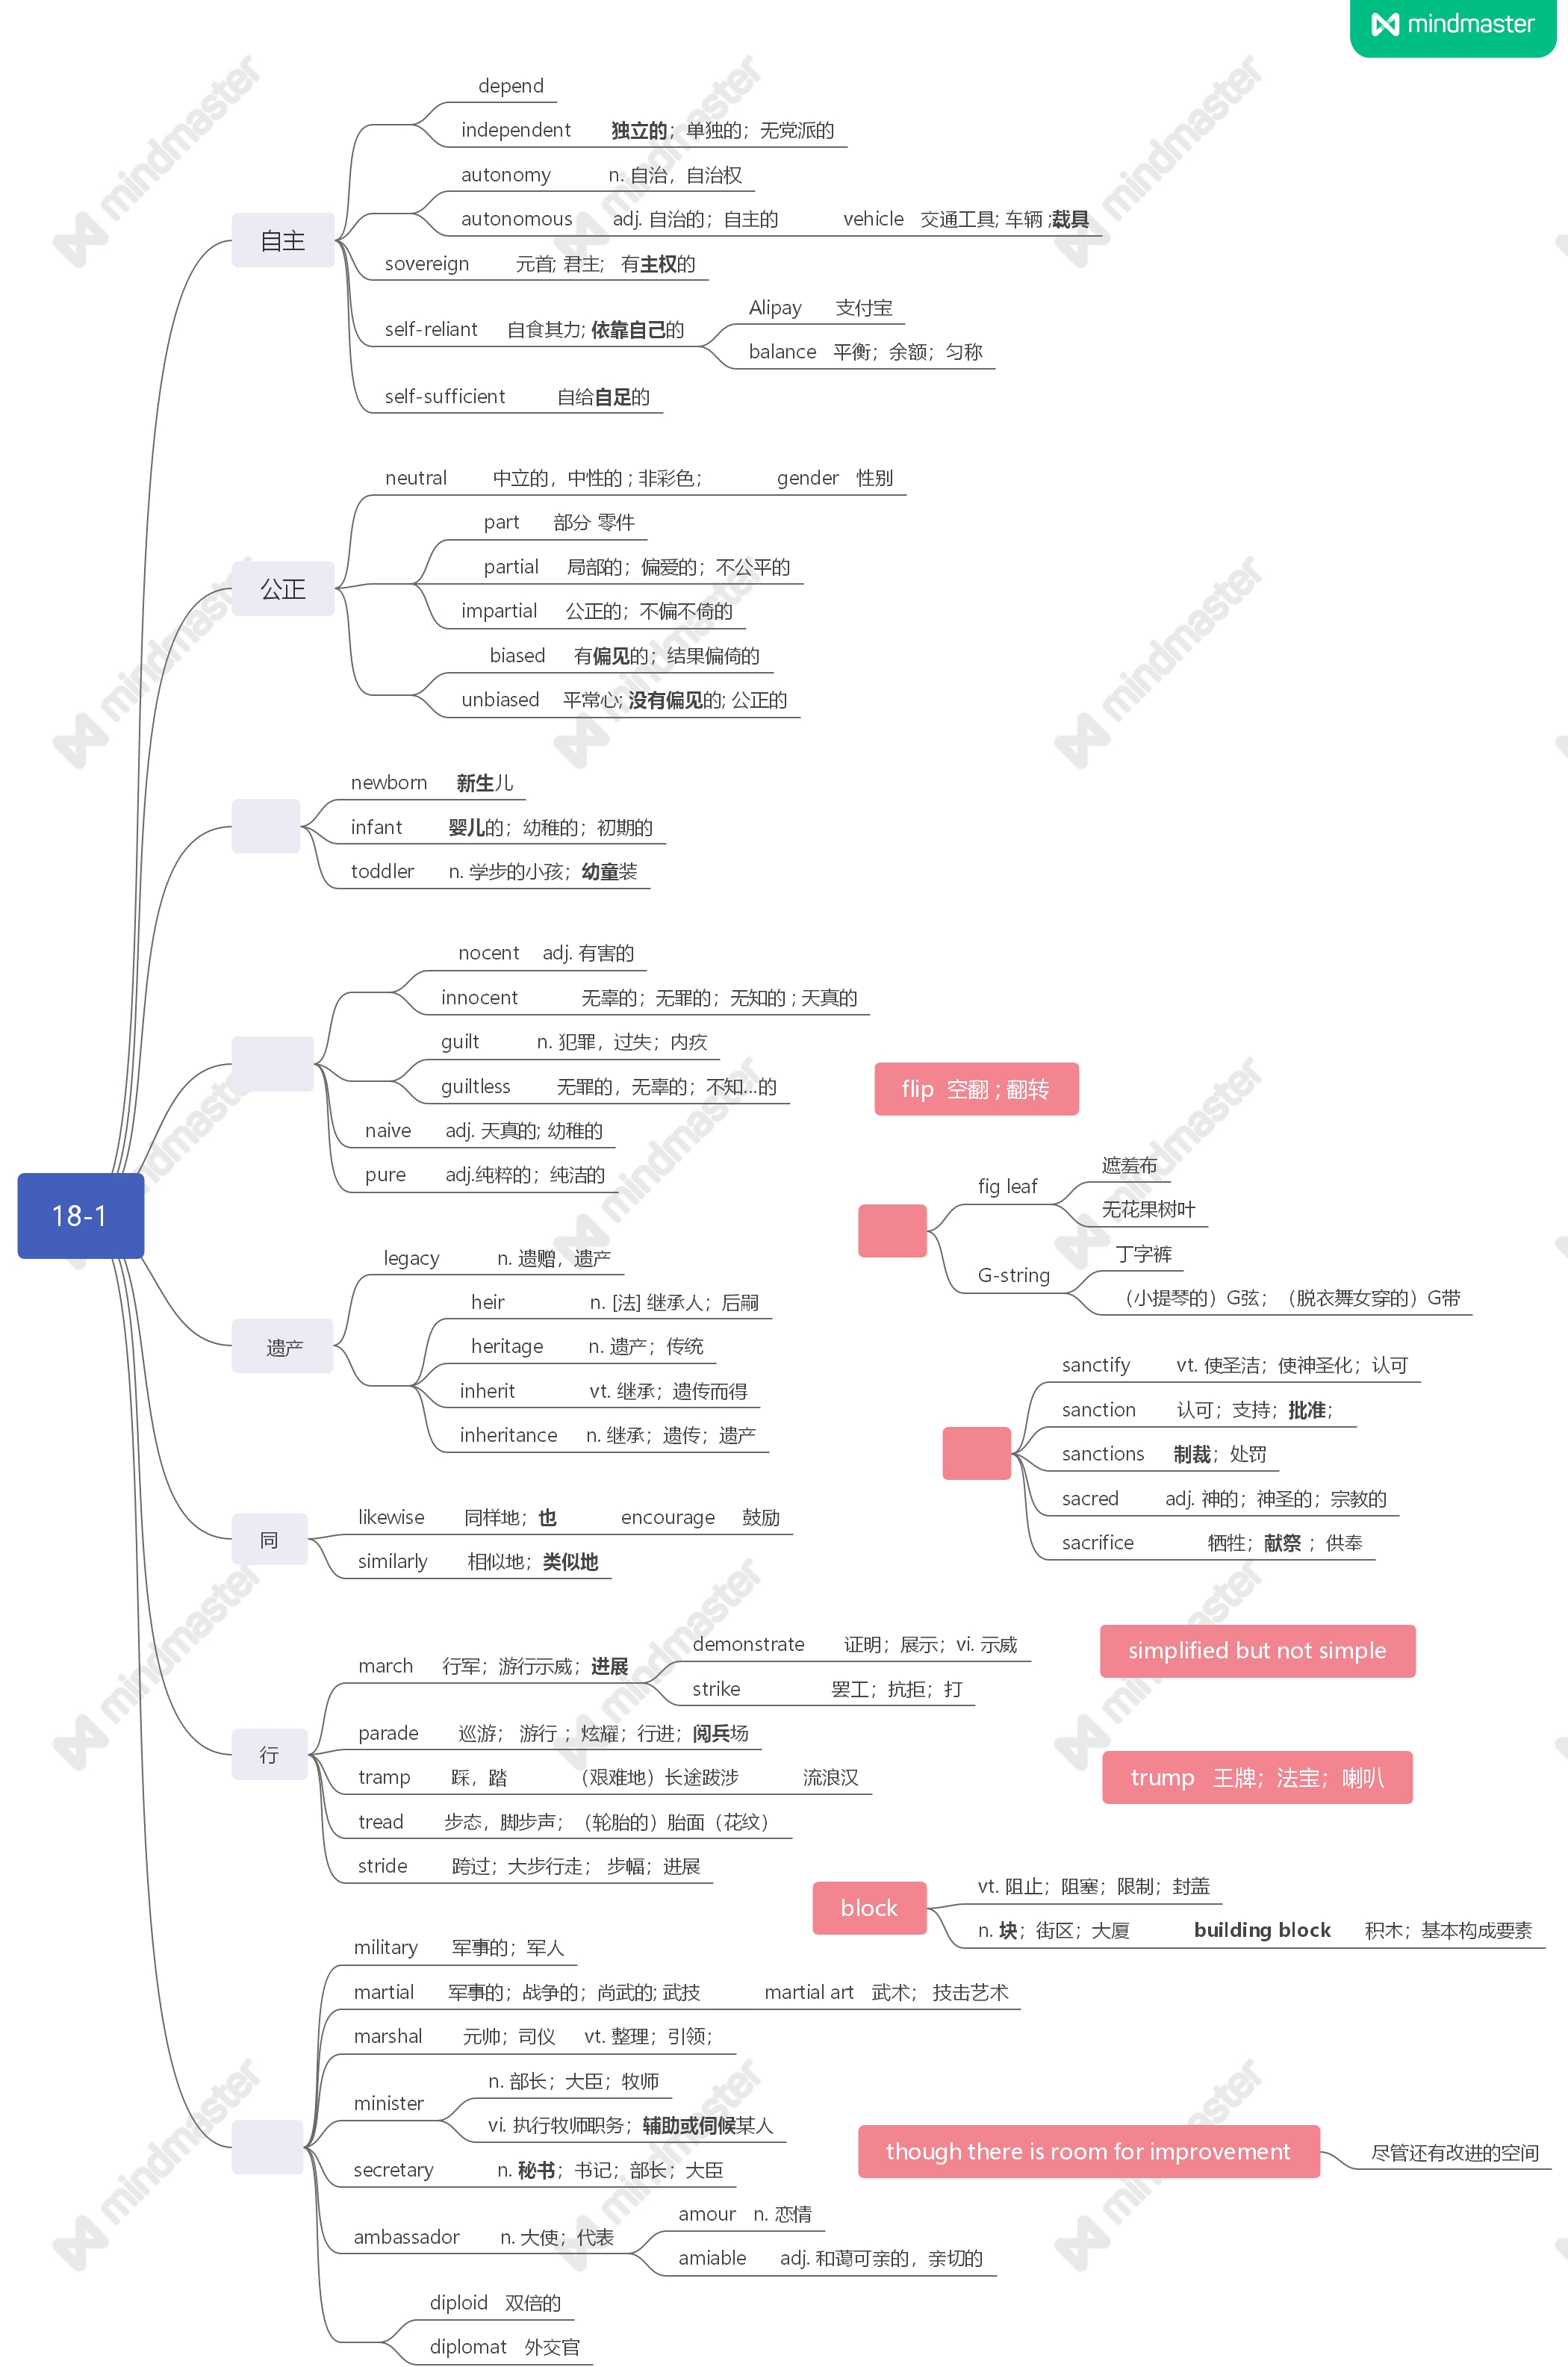 mindmaster
18-1
自主
depend
independent 独立的；单独的；无党派的
autonomy n. 自治，自治权
autonomous adj. 自治的；自主的 vehicle 交通工具; 车辆 ;载具
sovereign 元首; 君主; 有主权的
self-reliant 自食其力; 依靠自己的
Alipay 支付宝
balance 平衡；余额；匀称
self-sufficient 自给自足的
公正
neutral 中立的，中性的 ; 非彩色； gender 性别
part 部分 零件
partial 局部的；偏爱的；不公平的
impartial 公正的；不偏不倚的
biased 有偏见的；结果偏倚的
unbiased 平常心; 没有偏见的; 公正的
newborn 新生儿
infant 婴儿的；幼稚的；初期的
toddler n. 学步的小孩；幼童装
nocent adj. 有害的
innocent 无辜的；无罪的；无知的 ; 天真的
guilt n. 犯罪，过失；内疚
guiltless 无罪的，无辜的；不知…的
naive adj. 天真的; 幼稚的
pure adj.纯粹的；纯洁的
遗产
legacy n. 遗赠，遗产
heir n. [法] 继承人；后嗣
heritage n. 遗产；传统
inherit vt. 继承；遗传而得
inheritance n. 继承；遗传；遗产
同
likewise 同样地；也 encourage 鼓励
similarly 相似地；类似地
行
march 行军；游行示威；进展
demonstrate 证明；展示；vi. 示威
strike 罢工；抗拒；打
parade 巡游； 游行 ；炫耀；行进；阅兵场
tramp 踩，踏 （艰难地）长途跋涉 流浪汉
tread 步态，脚步声；（轮胎的）胎面（花纹）
stride 跨过；大步行走； 步幅；进展
military 军事的；军人
martial 军事的；战争的；尚武的; 武技 martial art 武术； 技击艺术
marshal 元帅；司仪 vt. 整理；引领；
minister
n. 部长；大臣；牧师
vi. 执行牧师职务；辅助或伺候某人
secretary n. 秘书；书记；部长；大臣
ambassador n. 大使；代表
amour n. 恋情
amiable adj. 和蔼可亲的，亲切的
diploid 双倍的
diplomat 外交官
flip 空翻 ; 翻转
fig leaf
遮羞布
无花果树叶
G-string
丁字裤
（小提琴的）G弦；（脱衣舞女穿的）G带
sanctify vt. 使圣洁；使神圣化；认可
sanction 认可；支持；批准；
sanctions 制裁；处罚
sacred adj. 神的；神圣的；宗教的
sacrifice 牺牲；献祭 ；供奉
simplified but not simple
trump 王牌；法宝；喇叭
block
vt. 阻止；阻塞；限制；封盖
n. 块；街区；大厦 building block 积木；基本构成要素
though there is room for improvement
尽管还有改进的空间